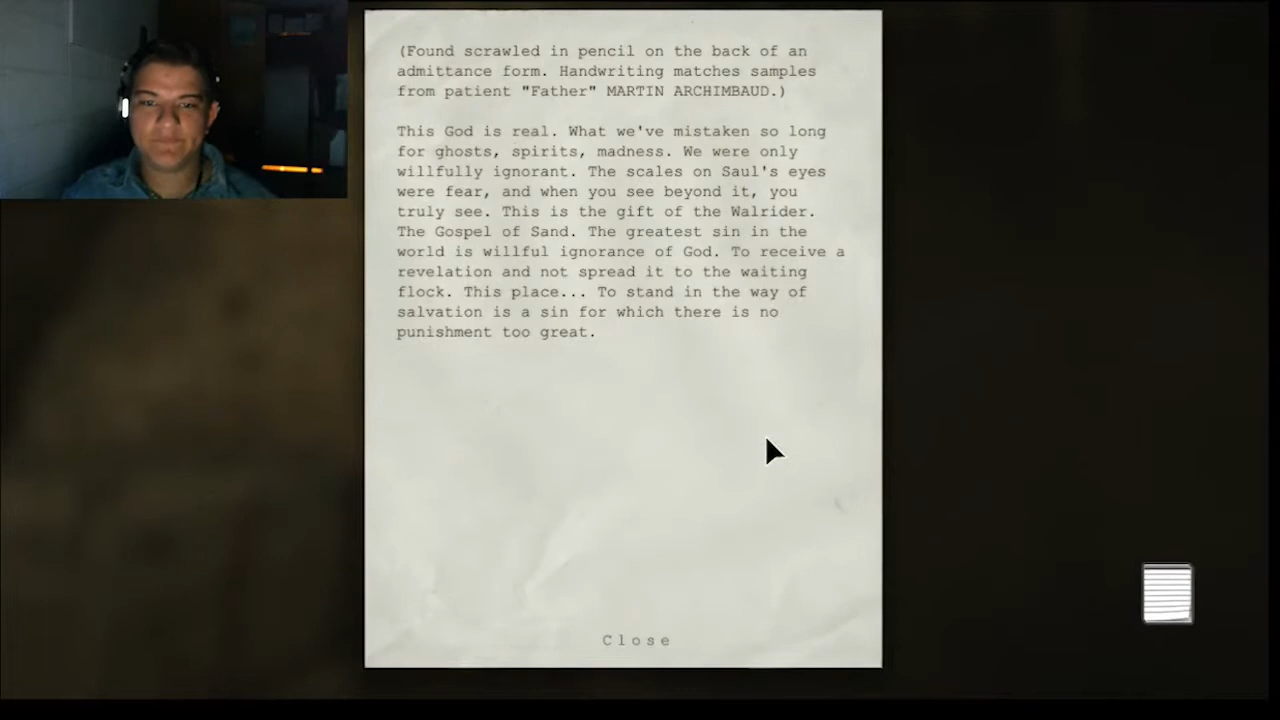 (Found scrawled in pencil on the back of an
admittance form. Handwriting matches samples
from patient "Father" MARTIN ARCHIMBAUD.)
This God is real. What we've mistaken so long
for ghosts, spirits, madness. We were only
willfully ignorant. The scales on Saul's eyes
were fear, and when you see beyond it, you
truly see. This is the gift of the Walrider.
The Gospel of Sand. The greatest sin in the
world is willful ignorance of God. To receive a
revelation and not spread it to the waiting
flock. This place... To stand in the way of
salvation is a sin for which there is no
punishment too great.
Close